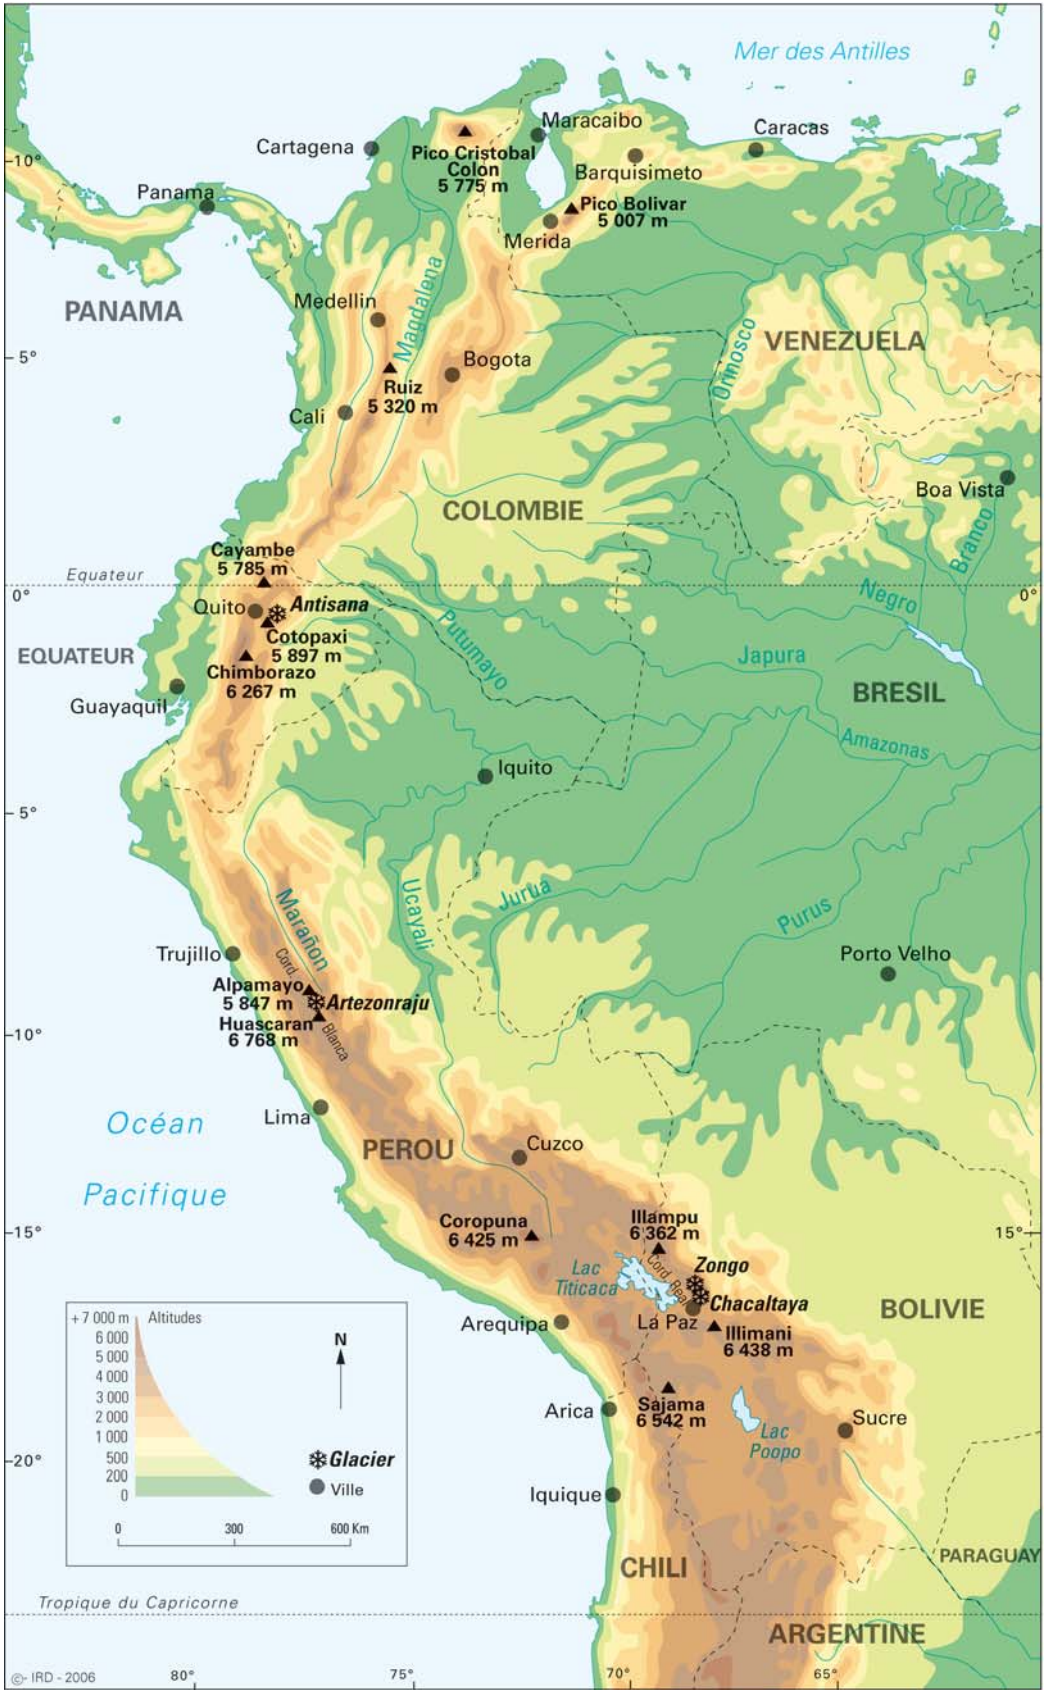 Mer des Antilles
Maracaibo
Caracas
Cartagena
Pico Cristobal
Colon
5 775 m
10°
Barquisimeto
Panama
Pico Bolivar
5 007 m
Merida
Magdalena
PANAMA
Medellin
Orinosco
VENEZUELA
5°
Bogota
Ruiz
5 320 m
Cali
Boa Vista
COLOMBIE
Branco
Cayambe
5 785 m
Equateur
0°
0°
Negro
Quito
Antisana
Putumayo
Cotopaxi
5 897 m
EQUATEUR
Japura
Chimborazo
6 267 m
BRESIL
Guayaquil
Amazonas
Iquito
5°
Ucayali
Jurua
Marañon
Purus
Trujillo
Cord.
Porto Velho
Alpamayo
5 847 m
Artezonraju
Huascaran
6 768 m
Blanca
10°
Lima
Océan
Pacifique
PEROU
Cuzco
Coropuna
6 425 m
Illampu
6 362 m
15°
15°
Lac
Titicaca
Cord. Real
Zongo
Chacaltaya
BOLIVIE
La Paz
Illimani
6 438 m
Arequipa
+ 7 000 m
Altitudes
6 000
5 000
4 000
3 000
2 000
1 000
500
200
0
N
Glacier
Ville
0
300
600 Km
Arica
Sajama
6 542 m
Sucre
Lac
Poopo
-20°
Iquique
CHILI
PARAGUAY
Tropique du Capricorne
ARGENTINE
© - IRD - 2006
80°
75°
70°
65°